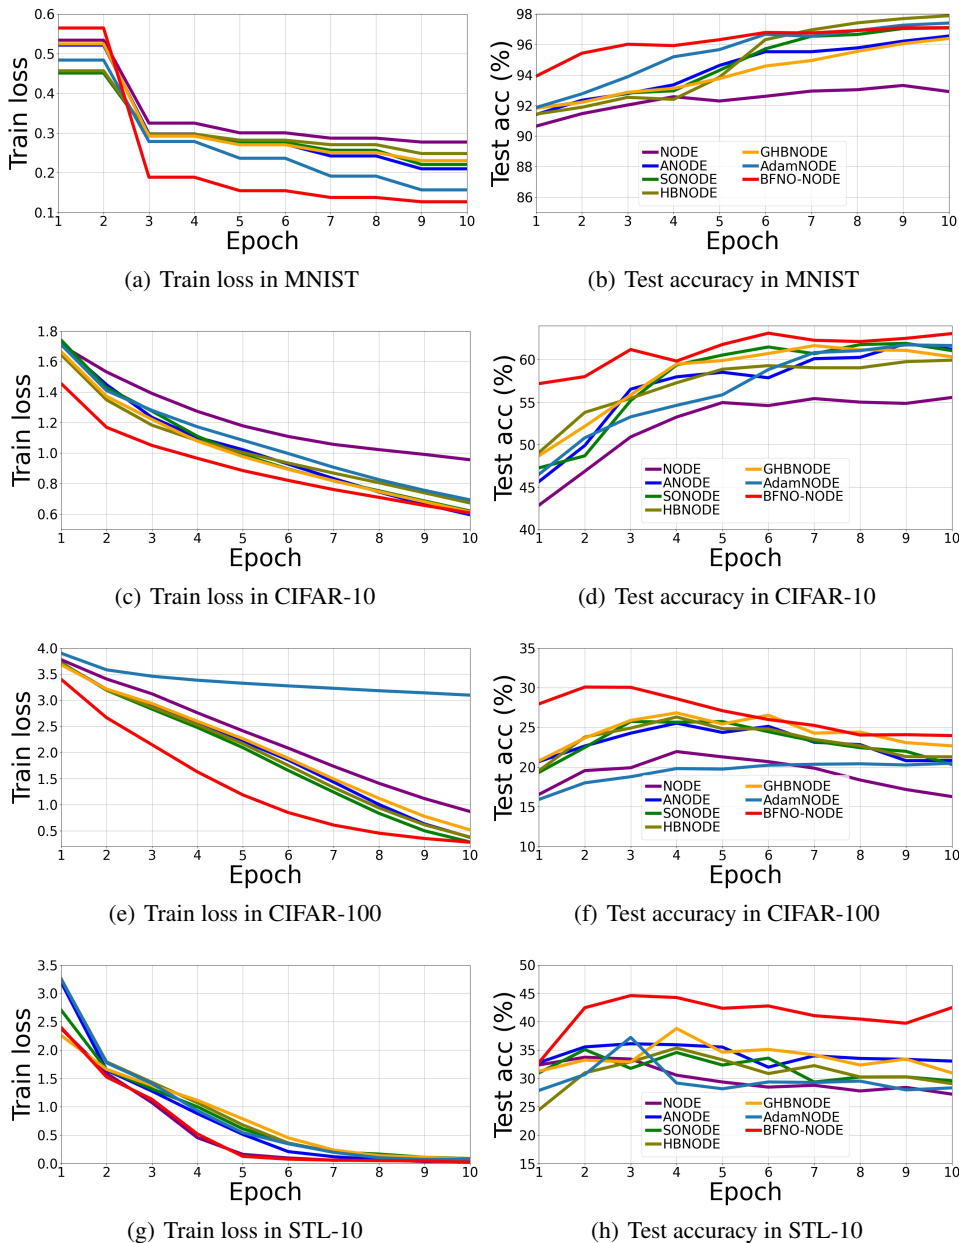 0.6
0.5
0.4
0.3
0.2
0.1
Train loss
1 2 3 4 5 6 7 8 9 10
Epoch
(a) Train loss in MNIST
98
96
94
92
90
88
86
Test acc (%)
NODE
ANODE
SONODE
HBNODE
GHBNODE
AdamNODE
BFNO-NODE
1 2 3 4 5 6 7 8 9 10
Epoch
(b) Test accuracy in MNIST
1.8
1.6
1.4
1.2
1.0
0.8
0.6
Train loss
1 2 3 4 5 6 7 8 9 10
Epoch
(c) Train loss in CIFAR-10
60
55
50
45
40
Test acc (%)
NODE
ANODE
SONODE
HBNODE
GHBNODE
AdamNODE
BFNO-NODE
1 2 3 4 5 6 7 8 9 10
Epoch
(d) Test accuracy in CIFAR-10
4.0
3.5
3.0
2.5
2.0
1.5
1.0
0.5
Train loss
1 2 3 4 5 6 7 8 9 10
Epoch
(e) Train loss in CIFAR-100
35
30
25
20
15
10
Test acc (%)
NODE
ANODE
SONODE
HBNODE
GHBNODE
AdamNODE
BFNO-NODE
1 2 3 4 5 6 7 8 9 10
Epoch
(f) Test accuracy in CIFAR-100
3.5
3.0
2.5
2.0
1.5
1.0
0.5
0.0
Train loss
1 2 3 4 5 6 7 8 9 10
Epoch
(g) Train loss in STL-10
50
45
40
35
30
25
20
15
Test acc (%)
NODE
ANODE
SONODE
HBNODE
GHBNODE
AdamNODE
BFNO-NODE
1 2 3 4 5 6 7 8 9 10
Epoch
(h) Test accuracy in STL-10